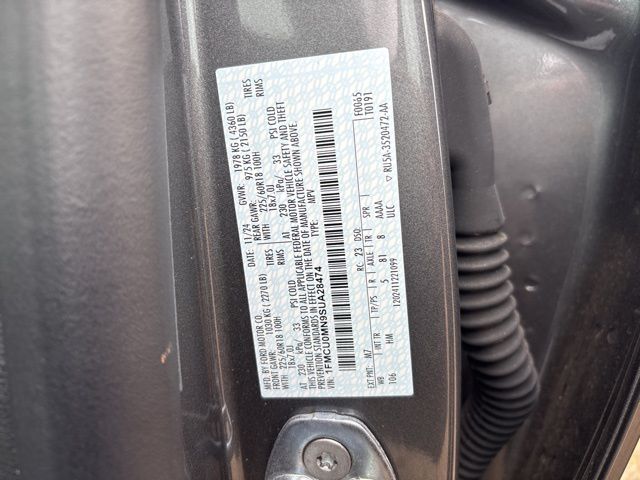 MFD. BY FORD MOTOR CO.
DATE: 11/24 GVWR: 1978 KG ( 4360 LB)
FRONT GAWR: 1030 KG (2270 LB) REAR GAWR: 975 KG ( 2150 LB)
WITH 225/60R18 100H TIRES WITH 225/60R18 100H TIRES
18x7.0J RIMS 18x7.0J RIMS
AT 230 kPa/ 33 PSI COLD AT 230 kPa/ 33 PSI COLD
THIS VEHICLE CONFORMS TO ALL APPLICABLE FEDERAL MOTOR VEHICLE SAFETY AND THEFT
PREVENTION STANDARDS IN EFFECT ON THE DATE OF MANUFACTURE SHOWN ABOVE.
VIN: 1FMCU0MN9SUA28474 TYPE: MPV
F0065
T0191
EXT PNT: M7 RC: 23 DSO:
WB INT TR TP/PS R AXLE TR SPR
106 HM 5 81 8 AAAA
1202411221099 ULC
▽ RU5A-3520472-AA